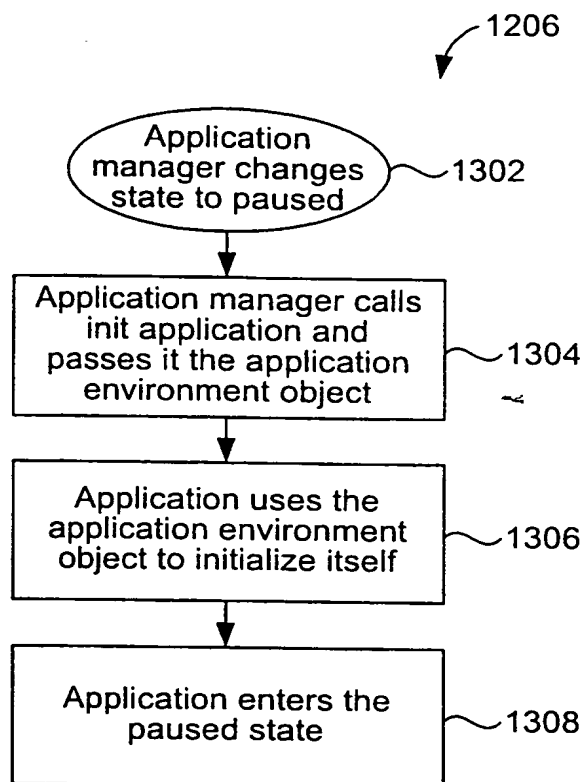 1206
Application
manager changes
state to paused
1302
Application manager calls
init application and
passes it the application
environment object
1304
Application uses the
application environment
object to initialize itself
1306
Application enters the
paused state
1308